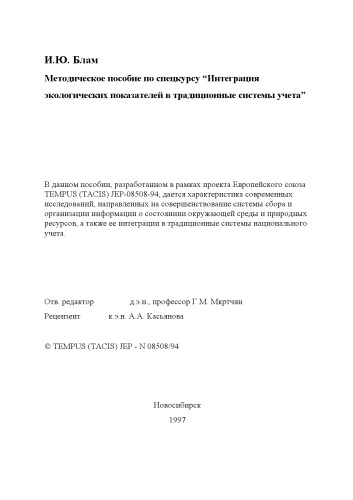 И.Ю. Блам
Методическое пособие по спецкурсу “Интеграция
экологических показателей в традиционные системы учета”
В данном пособии, разработанном в рамках проекта Европейского союза
TEMPUS (TACIS) JEP-08508-94, дается характеристика современных
исследований, направленных на совершенствование системы сбора и
организации информации о состоянии окружающей среды и природных
ресурсов, а также ее интеграции в традиционные системы национального
учета.
Отв. редактор д.э.н., профессор Г.М. Мкртчян
Рецензент к.э.н. А.А. Касьянова
© TEMPUS (TACIS) JEP - N 08508/94
Новосибирск
1997